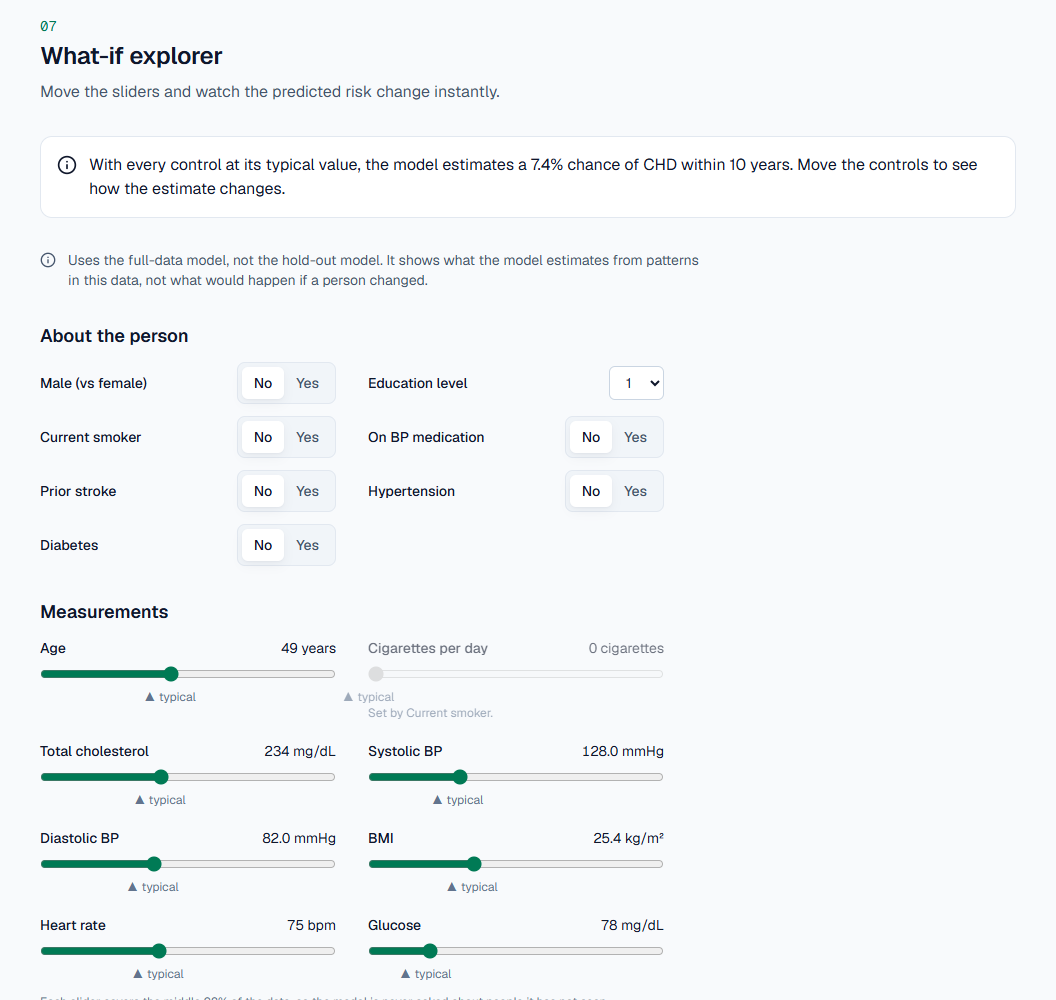 07
What-if explorer
Move the sliders and watch the predicted risk change instantly.
With every control at its typical value, the model estimates a 7.4% chance of CHD within 10 years. Move the controls to see
how the estimate changes.
Uses the full-data model, not the hold-out model. It shows what the model estimates from patterns
in this data, not what would happen if a person changed.
About the person
Male (vs female) No Yes Education level 1
Current smoker No Yes On BP medication No Yes
Prior stroke No Yes Hypertension No Yes
Diabetes No Yes
Measurements
Age 49 years Cigarettes per day 0 cigarettes
▲ typical ▲ typical
Set by Current smoker.
Total cholesterol 234 mg/dL Systolic BP 128.0 mmHg
▲ typical ▲ typical
Diastolic BP 82.0 mmHg BMI 25.4 kg/m²
▲ typical ▲ typical
Heart rate 75 bpm Glucose 78 mg/dL
▲ typical ▲ typical